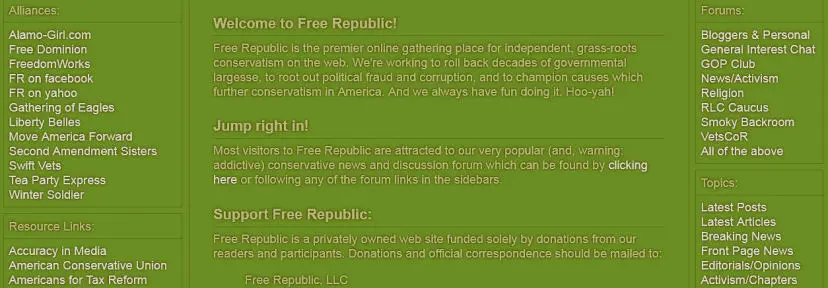 Alliances:
Alamo-Girl.com
Free Dominion
FreedomWorks
FR on facebook
FR on yahoo
Gathering of Eagles
Liberty Belles
Move America Forward
Second Amendment Sisters
Swift Vets
Tea Party Express
Winter Soldier
Resource Links:
Accuracy in Media
American Conservative Union
Americans for Tax Reform
Welcome to Free Republic!
Free Republic is the premier online gathering place for independent, grass-roots
conservatism on the web. We're working to roll back decades of governmental
largesse, to root out political fraud and corruption, and to champion causes which
further conservatism in America. And we always have fun doing it. Hoo-yah!
Jump right in!
Most visitors to Free Republic are attracted to our very popular (and, warning:
addictive) conservative news and discussion forum which can be found by clicking
here or following any of the forum links in the sidebars.
Support Free Republic:
Free Republic is a privately owned web site funded solely by donations from our
readers and participants. Donations and official correspondence should be mailed to:
Free Republic, LLC
Forums:
Bloggers & Personal
General Interest Chat
GOP Club
News/Activism
Religion
RLC Caucus
Smoky Backroom
VetsCoR
All of the above
Topics:
Latest Posts
Latest Articles
Breaking News
Front Page News
Editorials/Opinions
Activism/Chapters